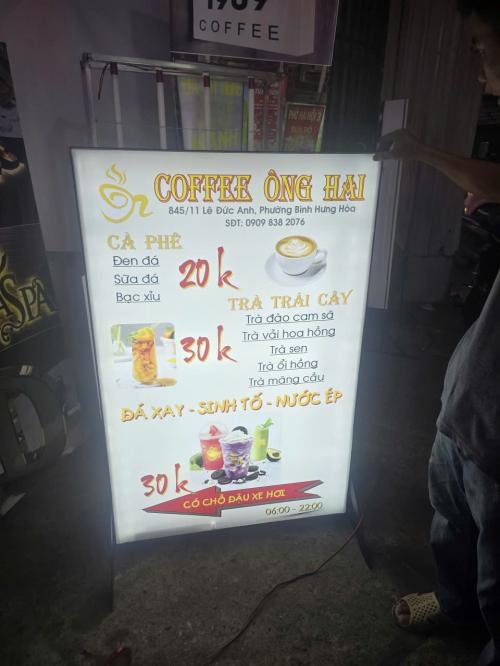 1989
COFFEE
COFFEE ÔNG HAI
845/11 Lê Đức Anh, Phường Bình Hưng Hòa
SĐT: 0909 838 2076
CÀ PHÊ
Đen đá
Sữa đá
Bạc xỉu
20 k
TRÀ TRÁI CÂY
Trà đào cam sã
Trà vải hoa hồng
Trà sen
Trà ổi hồng
Trà mãng cầu
30 k
ĐÁ XAY - SINH TỐ - NƯỚC ÉP
30 k
CÓ CHỖ ĐẬU XE HƠI
06:00 - 22:00
SPA